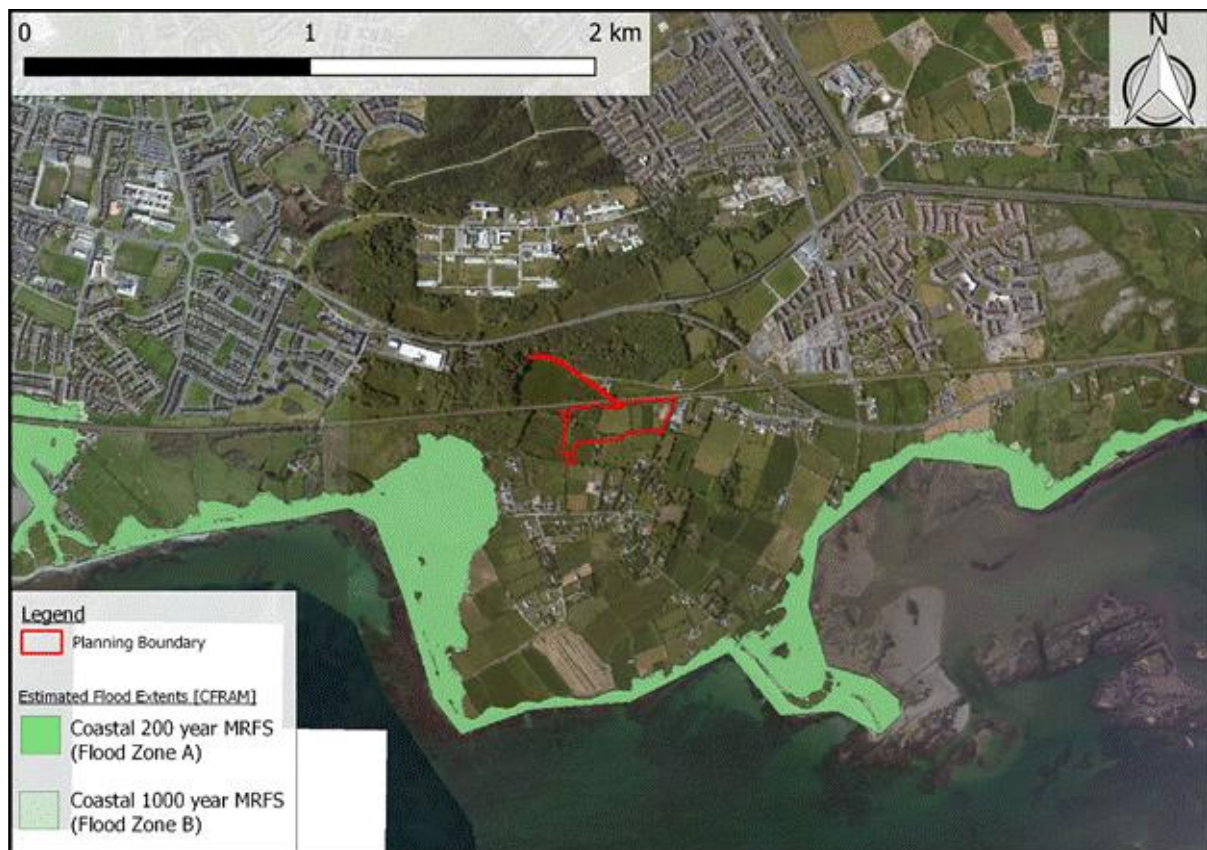 0 1 2 km
N
Legend
Planning Boundary
Estimated Flood Extents [CFRAM]
Coastal 200 year MRFS
(Flood Zone A)
Coastal 1000 year MRFS
(Flood Zone B)